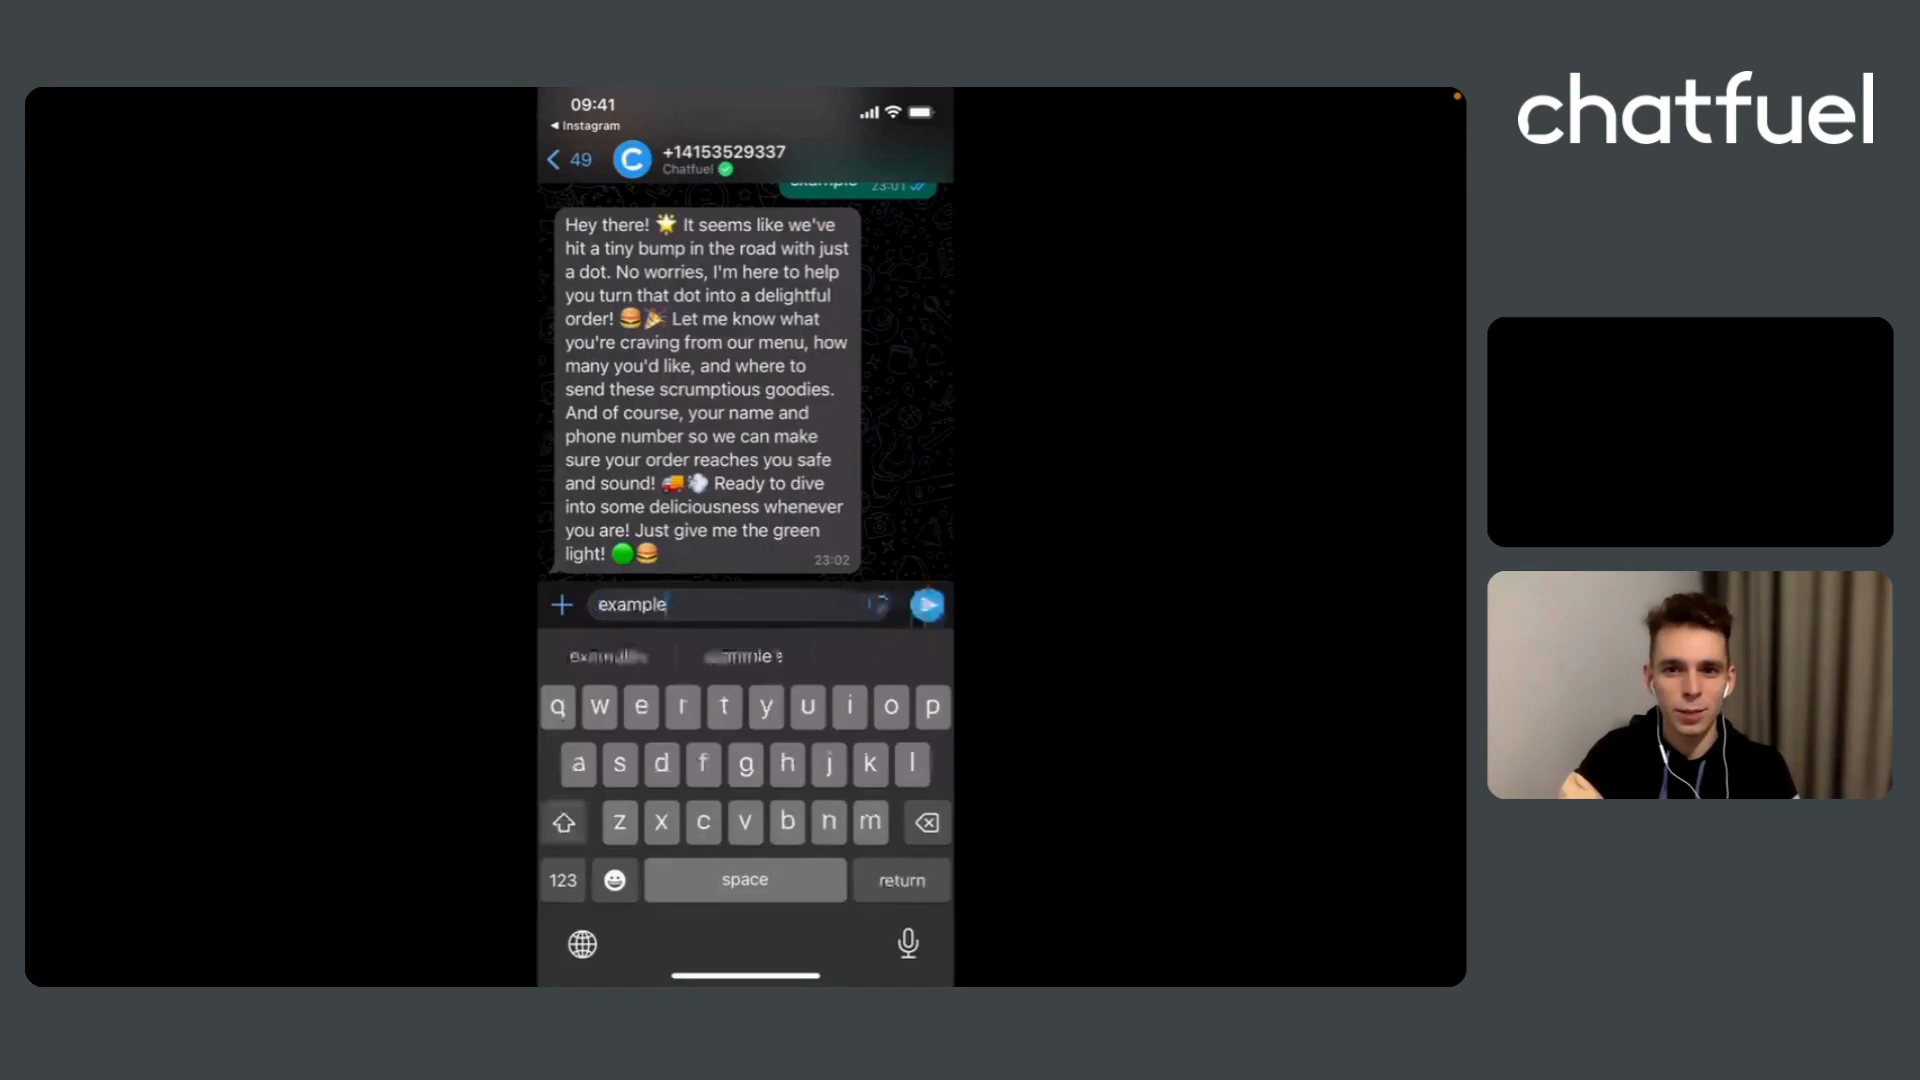 chatfuel
09:41
Instagram
49
+14153529337
Chatfuel
example 23:01
Hey there! 🌟 It seems like we've
hit a tiny bump in the road with just
a dot. No worries, I'm here to help
you turn that dot into a delightful
order! 🍔🎉 Let me know what
you're craving from our menu, how
many you'd like, and where to
send these scrumptious goodies.
And of course, your name and
phone number so we can make
sure your order reaches you safe
and sound! 🚚💨 Ready to dive
into some deliciousness whenever
you are! Just give me the green
light! 🟢🍔
23:02
example
q w e r t y u i o p
a s d f g h j k l
z x c v b n m
123 space return